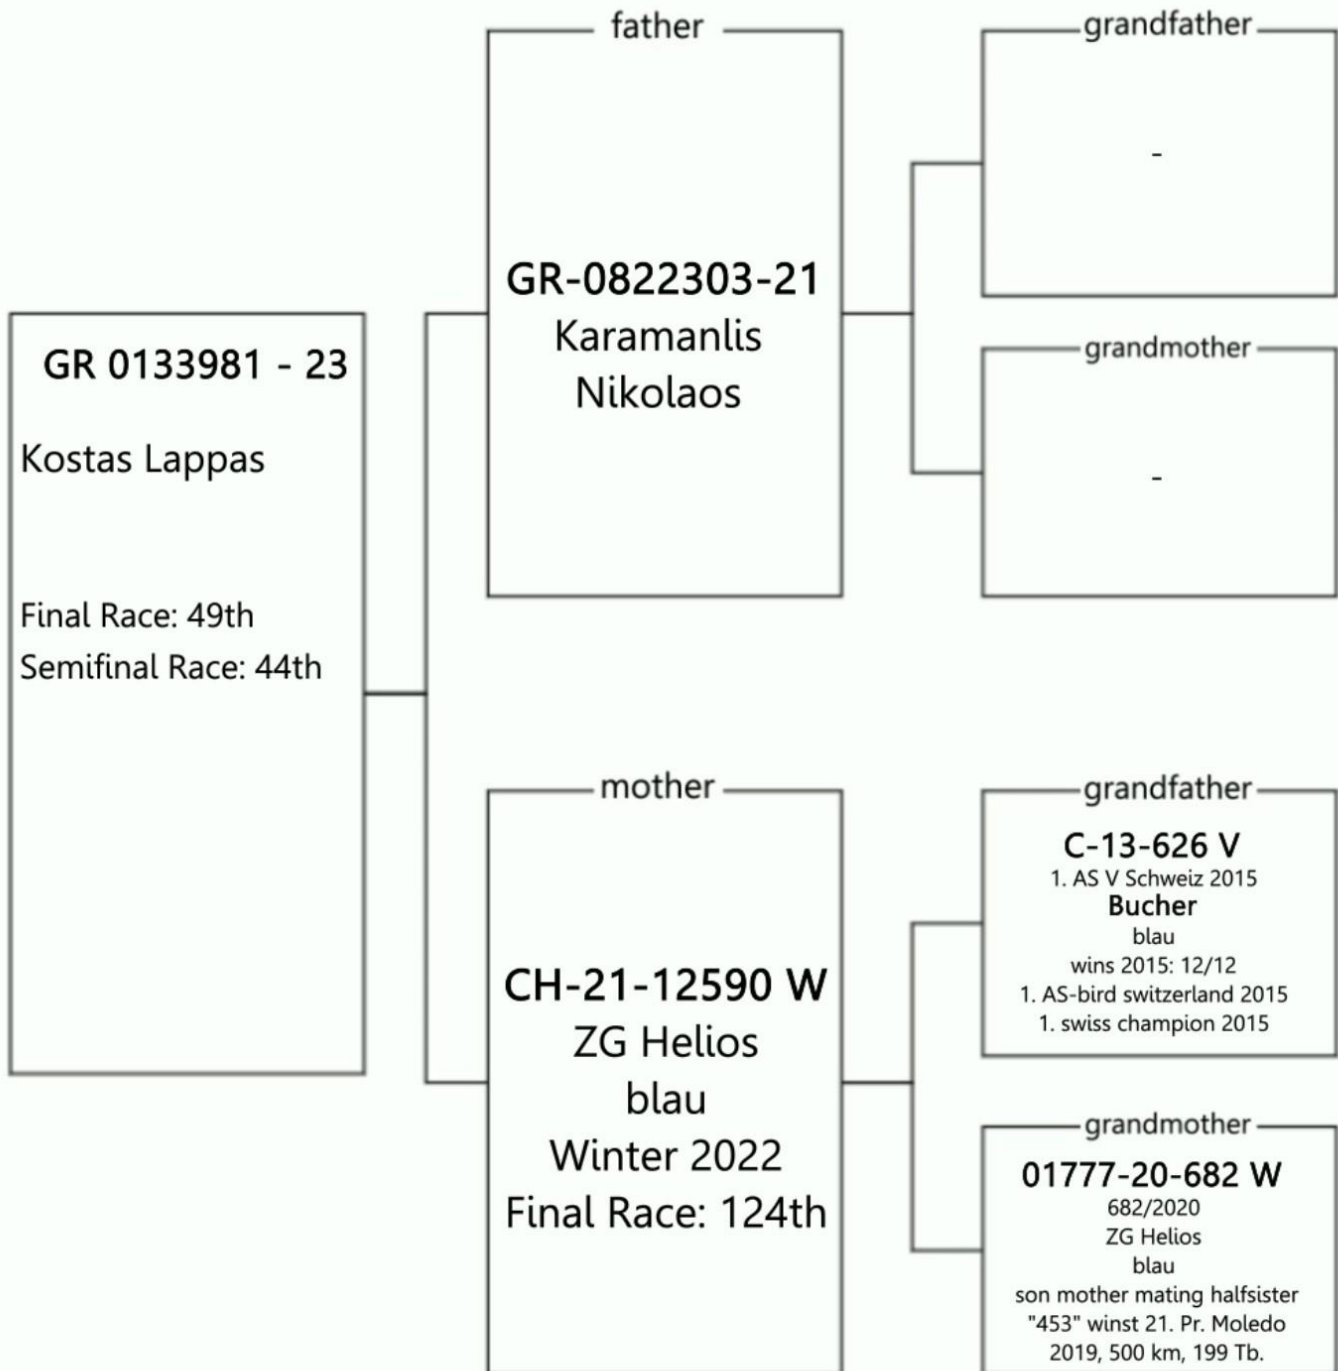 GR 0133981 - 23
Kostas Lappas
Final Race: 49th
Semifinal Race: 44th
father
GR-0822303-21
Karamanlis
Nikolaos
mother
CH-21-12590 W
ZG Helios
blau
Winter 2022
Final Race: 124th
grandfather
-
grandmother
-
grandfather
C-13-626 V
1. AS V Schweiz 2015
Bucher
blau
wins 2015: 12/12
1. AS-bird switzerland 2015
1. swiss champion 2015
grandmother
01777-20-682 W
682/2020
ZG Helios
blau
son mother mating halfsister
"453" winst 21. Pr. Moledo
2019, 500 km, 199 Tb.